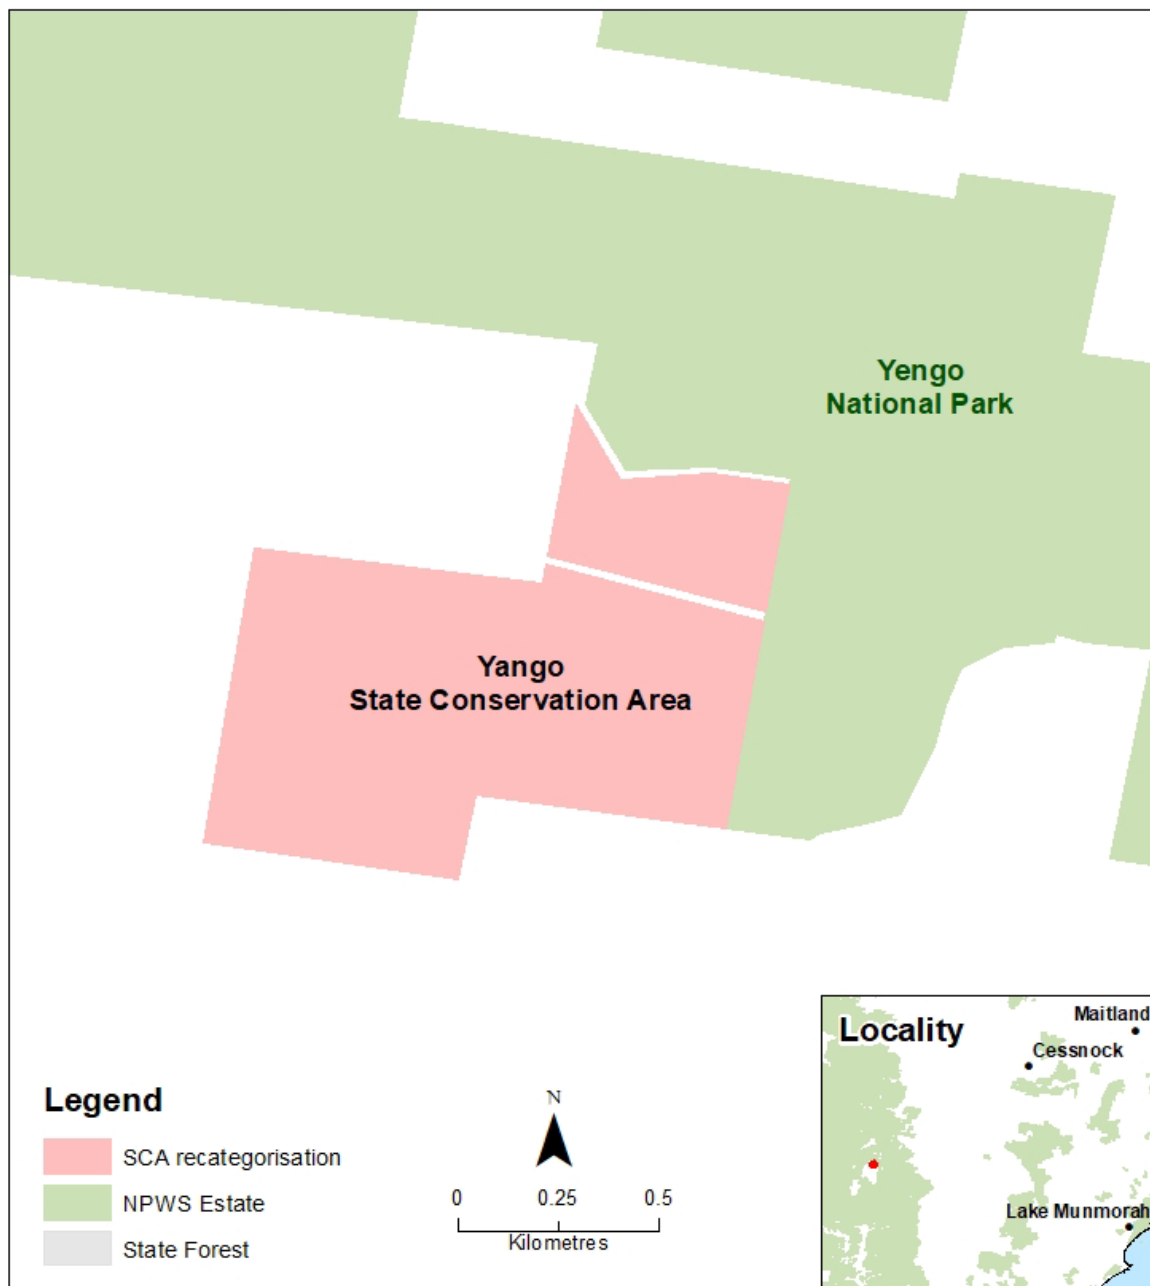 Yengo
National Park
Yango
State Conservation Area
Locality
Maitland
Cessnock
Lake Munmorah
Legend
SCA recategorisation
NPWS Estate
State Forest
N
0 0.25 0.5
Kilometres